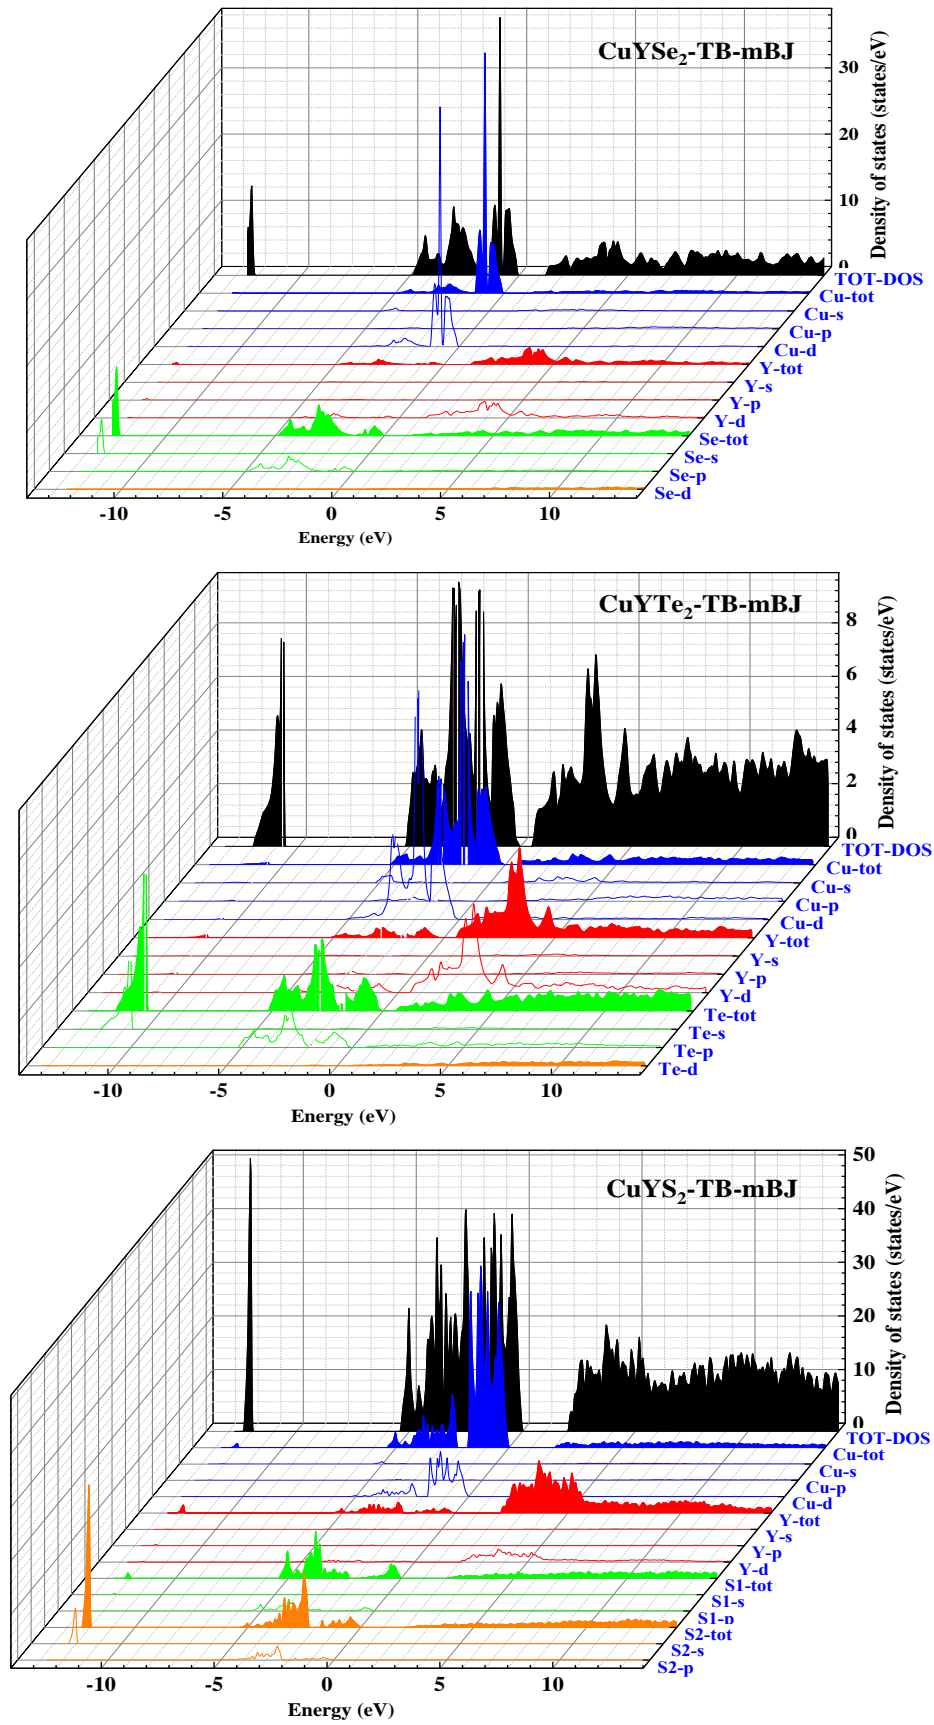 CuYSe₂-TB-mBJ
30
20
10
0
Density of states (states/eV)
TOT-DOS
Cu-tot
Cu-s
Cu-p
Cu-d
Y-tot
Y-s
Y-p
Y-d
Se-tot
Se-s
Se-p
Se-d
-10 -5 0 5 10
Energy (eV)
CuYTe₂-TB-mBJ
8
6
4
2
0
Density of states (states/eV)
TOT-DOS
Cu-tot
Cu-s
Cu-p
Cu-d
Y-tot
Y-s
Y-p
Y-d
Te-tot
Te-s
Te-p
Te-d
-10 -5 0 5 10
Energy (eV)
CuYS₂-TB-mBJ
50
40
30
20
10
0
Density of states (states/eV)
TOT-DOS
Cu-tot
Cu-s
Cu-p
Cu-d
Y-tot
Y-s
Y-p
Y-d
S1-tot
S1-s
S1-p
S2-tot
S2-s
S2-p
-10 -5 0 5 10
Energy (eV)